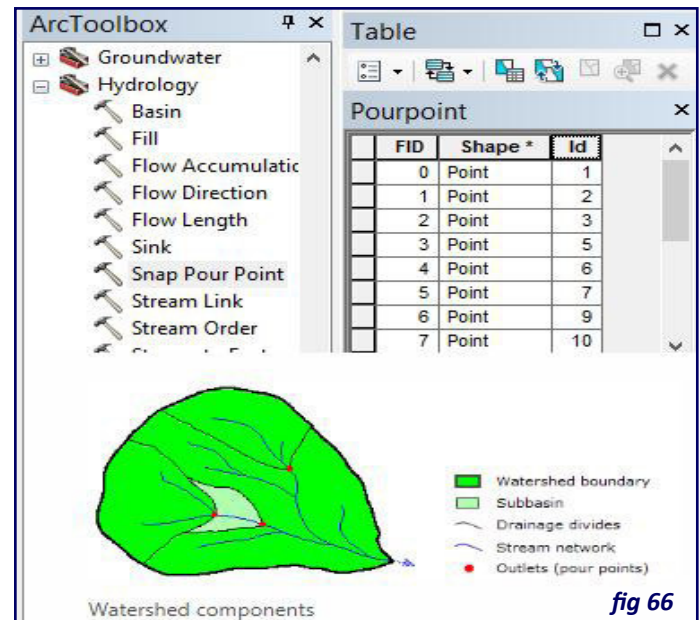 ArcToolbox
Groundwater
Hydrology
Basin
Fill
Flow Accumulatic
Flow Direction
Flow Length
Sink
Snap Pour Point
Stream Link
Stream Order
Table
Pourpoint
FID Shape * Id
0 Point 1
1 Point 2
2 Point 3
3 Point 5
4 Point 6
5 Point 7
6 Point 9
7 Point 10
Watershed boundary
Subbasin
Drainage divides
Stream network
Outlets (pour points)
Watershed components
fig 66